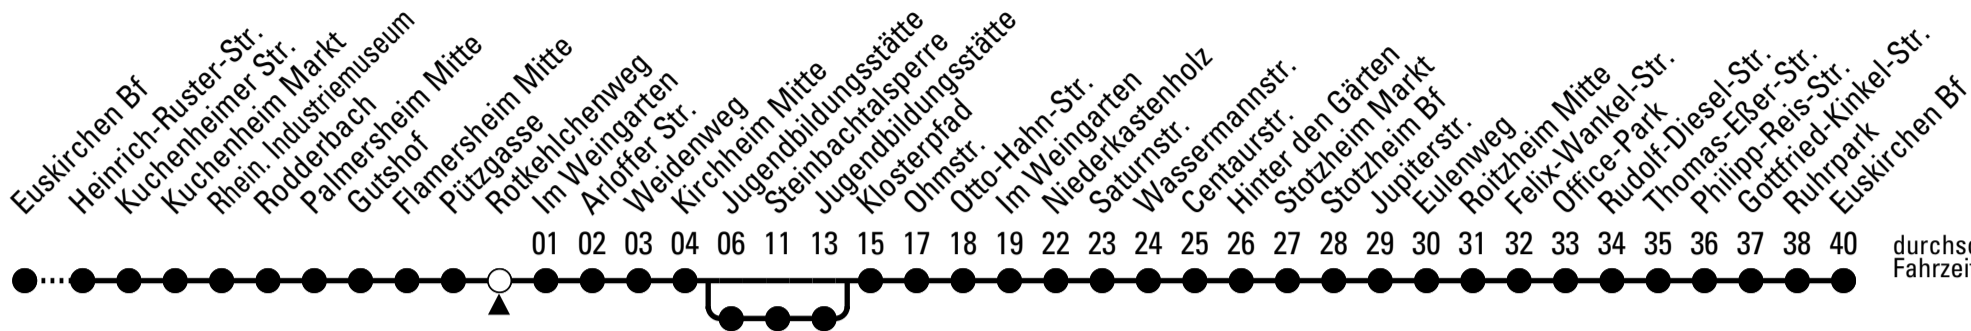 Euskirchen Bf
Heinrich-Ruster-Str.
Kuchenheimer Str.
Kuchenheim Markt
Rhein. Industriemuseum
Rodderbach
Palmersheim Mitte
Gutshof
Flamersheim Mitte
Pützgasse
Rotkehlchenweg
Im Weingarten
Arloffer Str.
Weidenweg
Kirchheim Mitte
Jugendbildungsstätte
Steinbachtalsperre
Jugendbildungsstätte
Klosterpfad
Ohmstr.
Otto-Hahn-Str.
Im Weingarten
Niederkastenholz
Saturnstr.
Wassermannstr.
Centaurstr.
Hinter den Gärten
Stotzheim Markt
Stotzheim Bf
Jupiterstr.
Eulenweg
Roitzheim Mitte
Felix-Wankel-Str.
Office-Park
Rudolf-Diesel-Str.
Thomas-Eßer-Str.
Philipp-Reis-Str.
Gottfried-Kinkel-Str.
Ruhrpark
Euskirchen Bf
01 02 03 04 06 11 13 15 17 18 19 22 23 24 25 26 27 28 29 30 31 32 33 34 35 36 37 38 40
durchs
Fahrzei